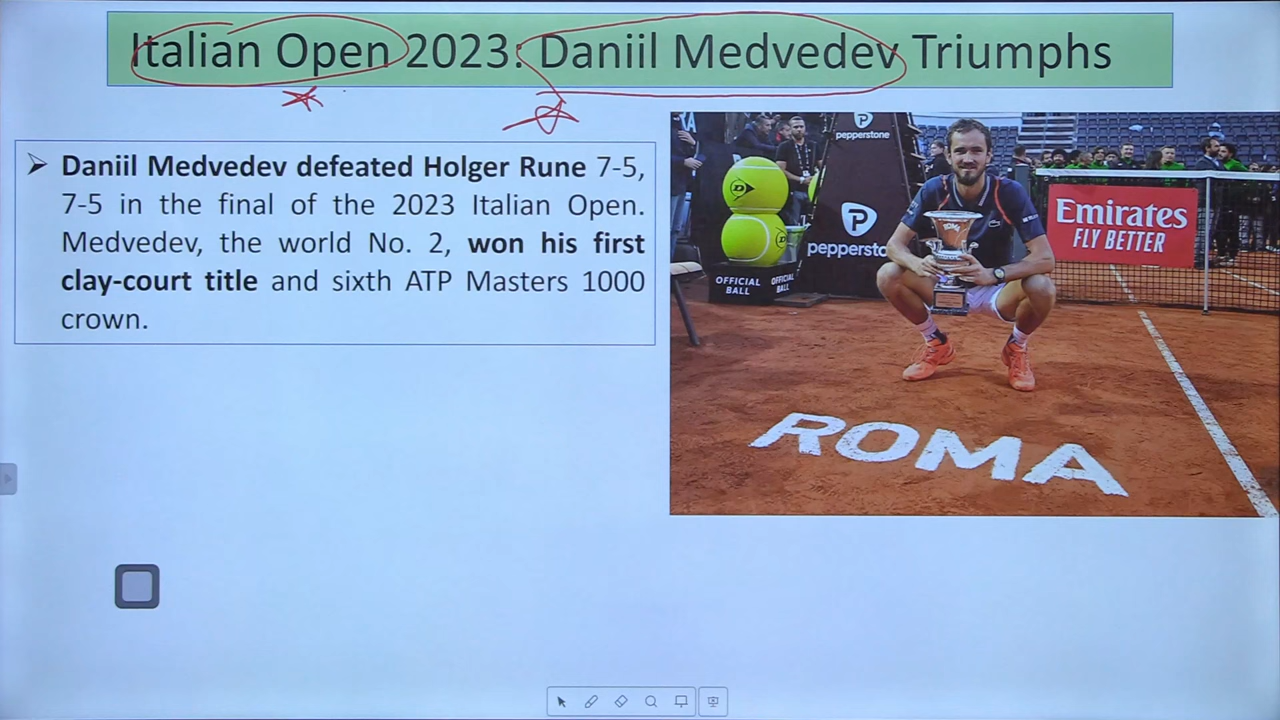 Italian Open 2023: Daniil Medvedev Triumphs
➢ Daniil Medvedev defeated Holger Rune 7-5,
7-5 in the final of the 2023 Italian Open.
Medvedev, the world No. 2, won his first
clay-court title and sixth ATP Masters 1000
crown.
pepperstone
P
peppersto
D
OFFICIAL BALL
OFFICIAL BALL
ROMA
Emirates
FLY BETTER
ROMA